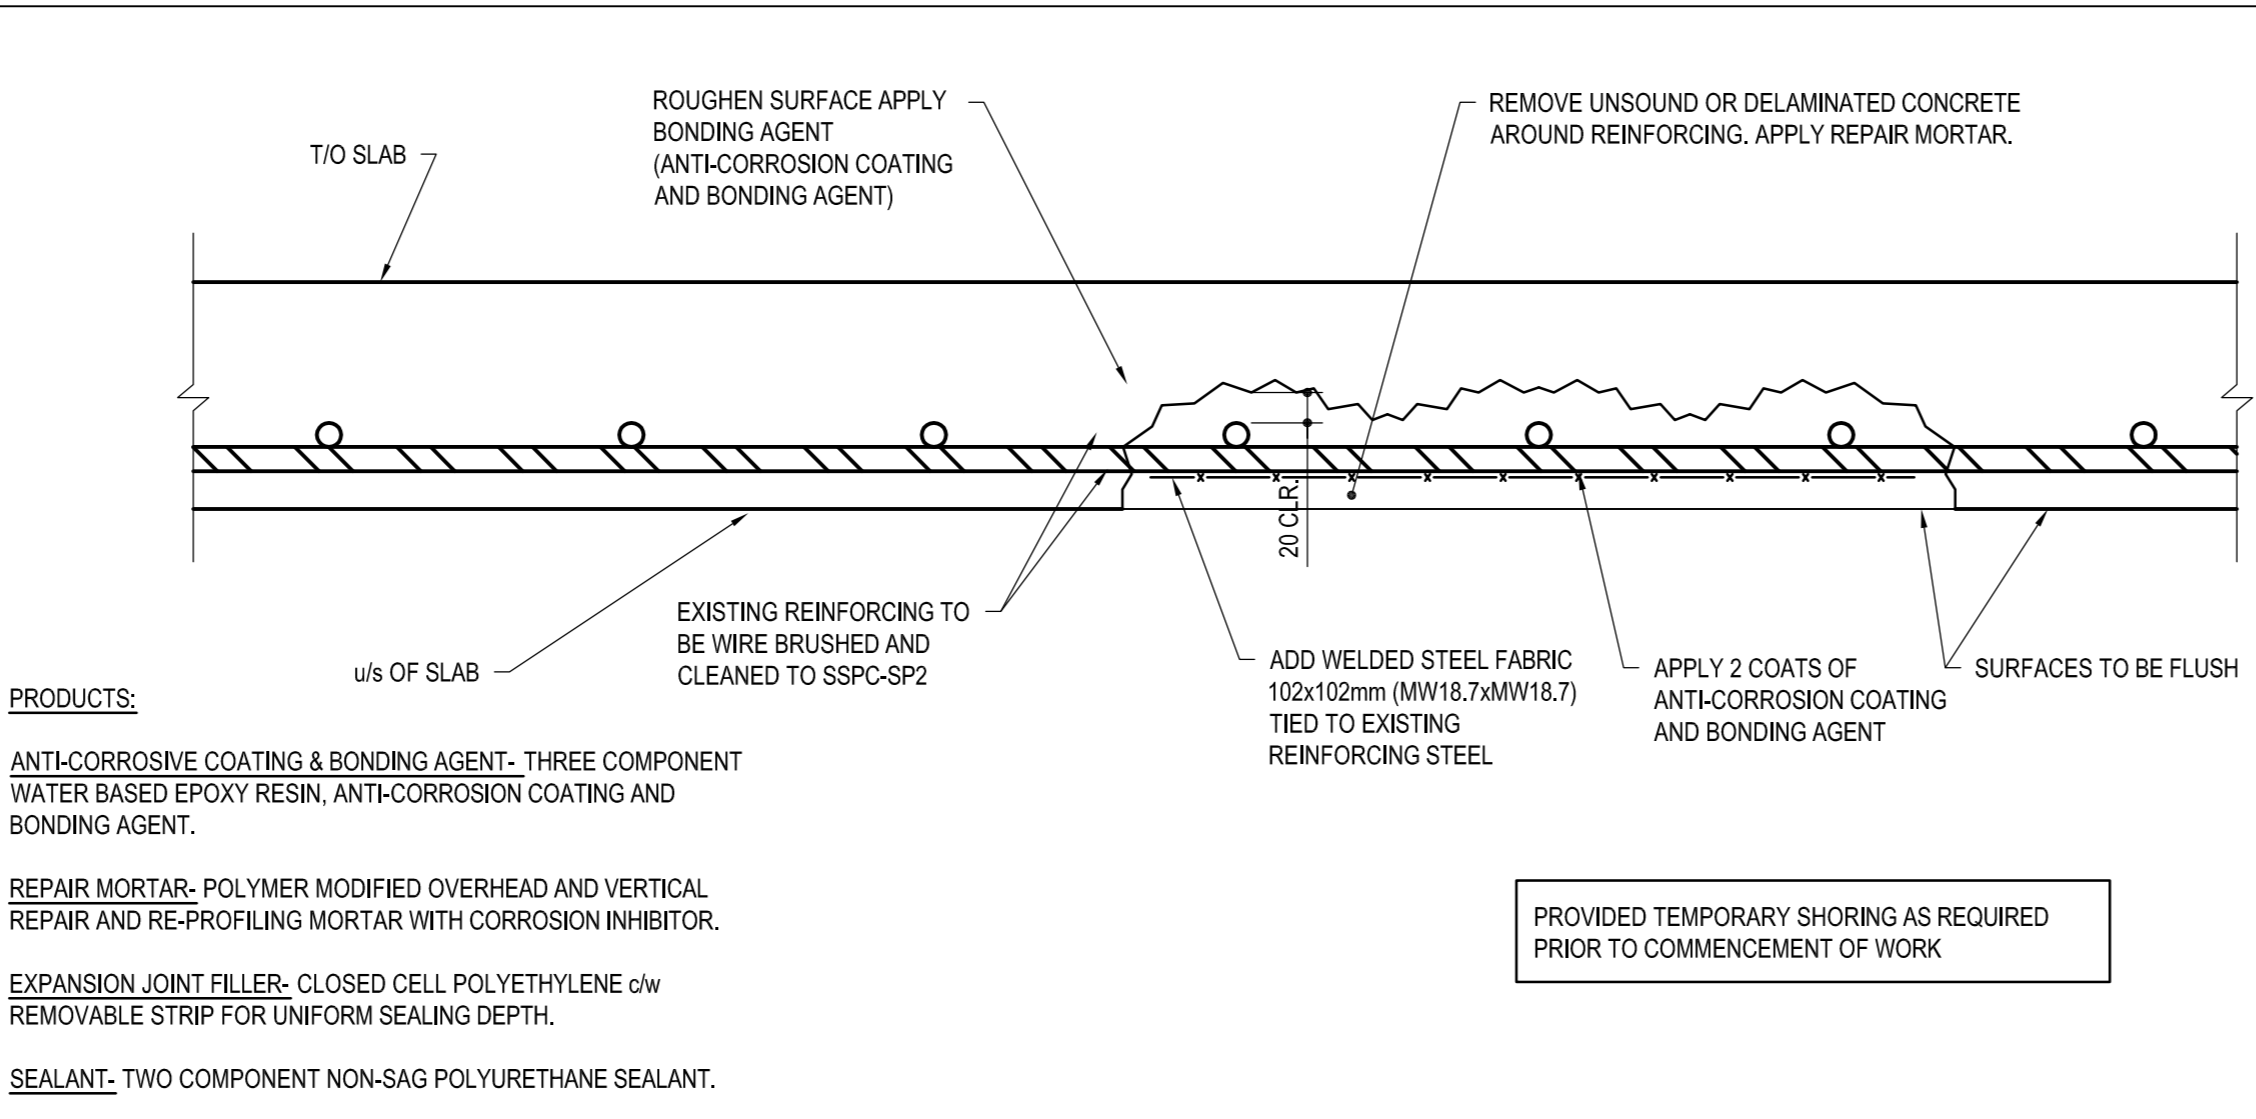 ROUGHEN SURFACE APPLY
BONDING AGENT
(ANTI-CORROSION COATING
AND BONDING AGENT)
REMOVE UNSOUND OR DELAMINATED CONCRETE
AROUND REINFORCING. APPLY REPAIR MORTAR.
T/O SLAB
20 CLR.
EXISTING REINFORCING TO
BE WIRE BRUSHED AND
CLEANED TO SSPC-SP2
u/s OF SLAB
ADD WELDED STEEL FABRIC
102x102mm (MW18.7xMW18.7)
TIED TO EXISTING
REINFORCING STEEL
APPLY 2 COATS OF
ANTI-CORROSION COATING
AND BONDING AGENT
SURFACES TO BE FLUSH
PRODUCTS:
ANTI-CORROSIVE COATING & BONDING AGENT- THREE COMPONENT
WATER BASED EPOXY RESIN, ANTI-CORROSION COATING AND
BONDING AGENT.
REPAIR MORTAR- POLYMER MODIFIED OVERHEAD AND VERTICAL
REPAIR AND RE-PROFILING MORTAR WITH CORROSION INHIBITOR.
EXPANSION JOINT FILLER- CLOSED CELL POLYETHYLENE c/w
REMOVABLE STRIP FOR UNIFORM SEALING DEPTH.
SEALANT- TWO COMPONENT NON-SAG POLYURETHANE SEALANT.
PROVIDED TEMPORARY SHORING AS REQUIRED
PRIOR TO COMMENCEMENT OF WORK